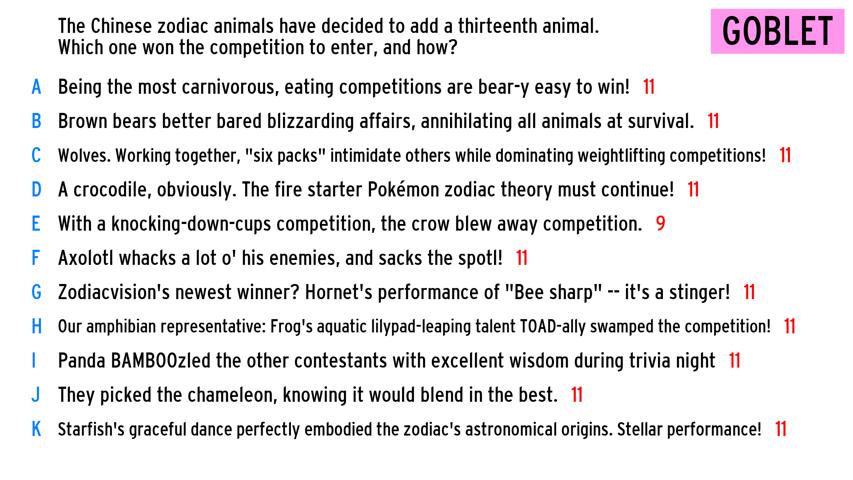 The Chinese zodiac animals have decided to add a thirteenth animal.
Which one won the competition to enter, and how?
GOBLET
A Being the most carnivorous, eating competitions are bear-y easy to win! 11
B Brown bears better bared blizzarding affairs, annihilating all animals at survival. 11
C Wolves. Working together, "six packs" intimidate others while dominating weightlifting competitions! 11
D A crocodile, obviously. The fire starter Pokémon zodiac theory must continue! 11
E With a knocking-down-cups competition, the crow blew away competition. 9
F Axolotl whacks a lot o' his enemies, and sacks the spotl! 11
G Zodiacvision's newest winner? Hornet's performance of "Bee sharp" -- it's a stinger! 11
H Our amphibian representative: Frog's aquatic lilypad-leaping talent TOAD-ally swamped the competition! 11
I Panda BAMBOOzled the other contestants with excellent wisdom during trivia night 11
J They picked the chameleon, knowing it would blend in the best. 11
K Starfish's graceful dance perfectly embodied the zodiac's astronomical origins. Stellar performance! 11